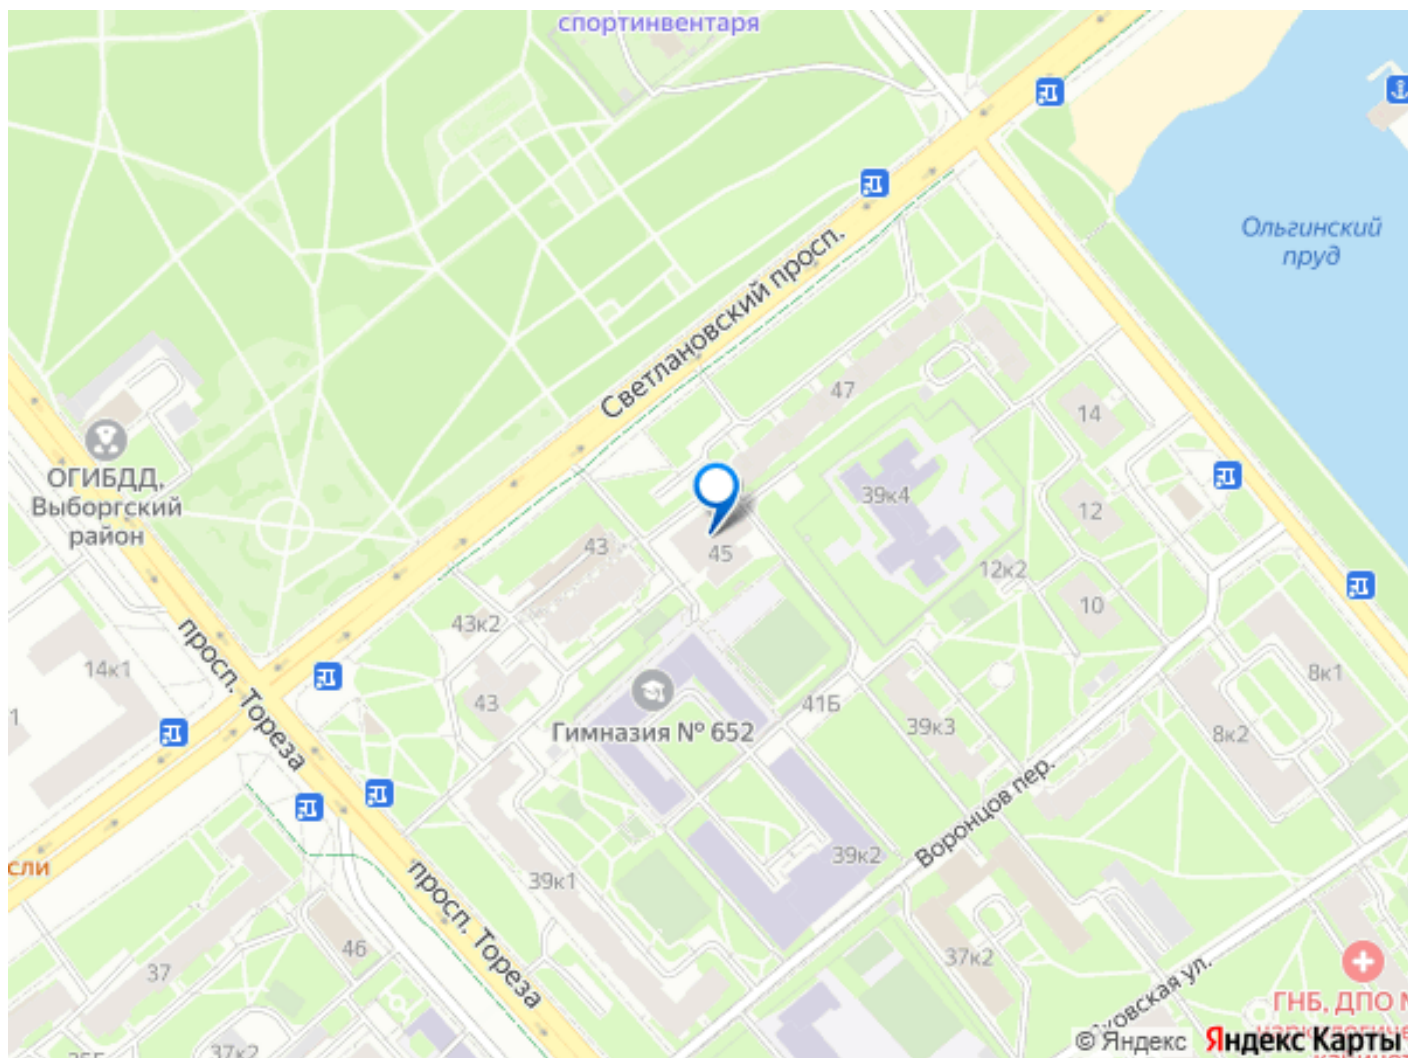 спортинвентаря
Ольгинский
пруд
Светлановский просп.
47
14
ОГИБДД,
Выборгский
район
39к4
12
43
45
12к2
10
43к2
просп. Тореза
14к1
1
43
Гимназия № 652
41Б
39к3
8к1
8к2
Воронцов пер.
сли
39к1
39к2
просп. Тореза
46
37
37к2
37к2
ГНБ, ДПО №
© Яндекс
Яндекс Карты